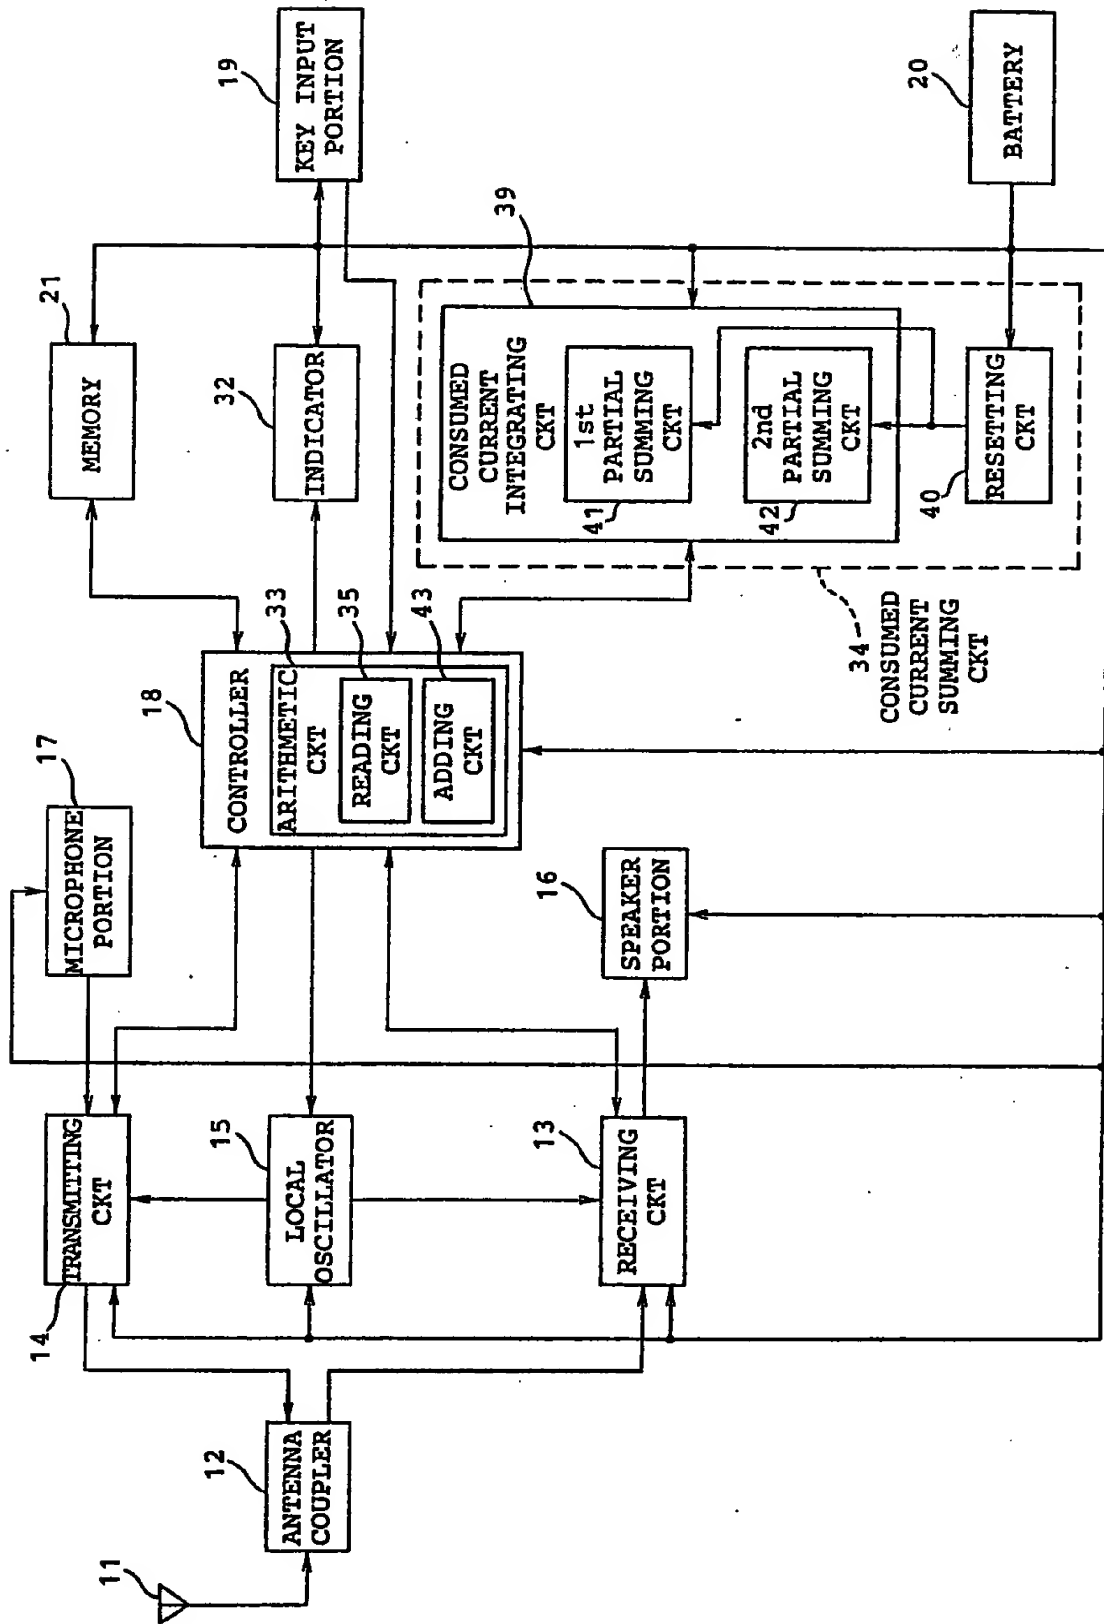 11
12
ANTENNA
COUPLER
14
TRANSMITTING
CKT
15
LOCAL
OSCILLATOR
13
RECEIVING
CKT
17
MICROPHONE
PORTION
16
SPEAKER
PORTION
18
CONTROLLER
33
ARITHMETIC
CKT
35
READING
CKT
43
ADDING
CKT
21
MEMORY
32
INDICATOR
19
KEY INPUT
PORTION
39
CONSUMED
CURRENT
INTEGRATING
CKT
41
1st
PARTIAL
SUMMING
CKT
42
2nd
PARTIAL
SUMMING
CKT
40
RESETTING
CKT
34
CONSUMED
CURRENT
SUMMING
CKT
20
BATTERY